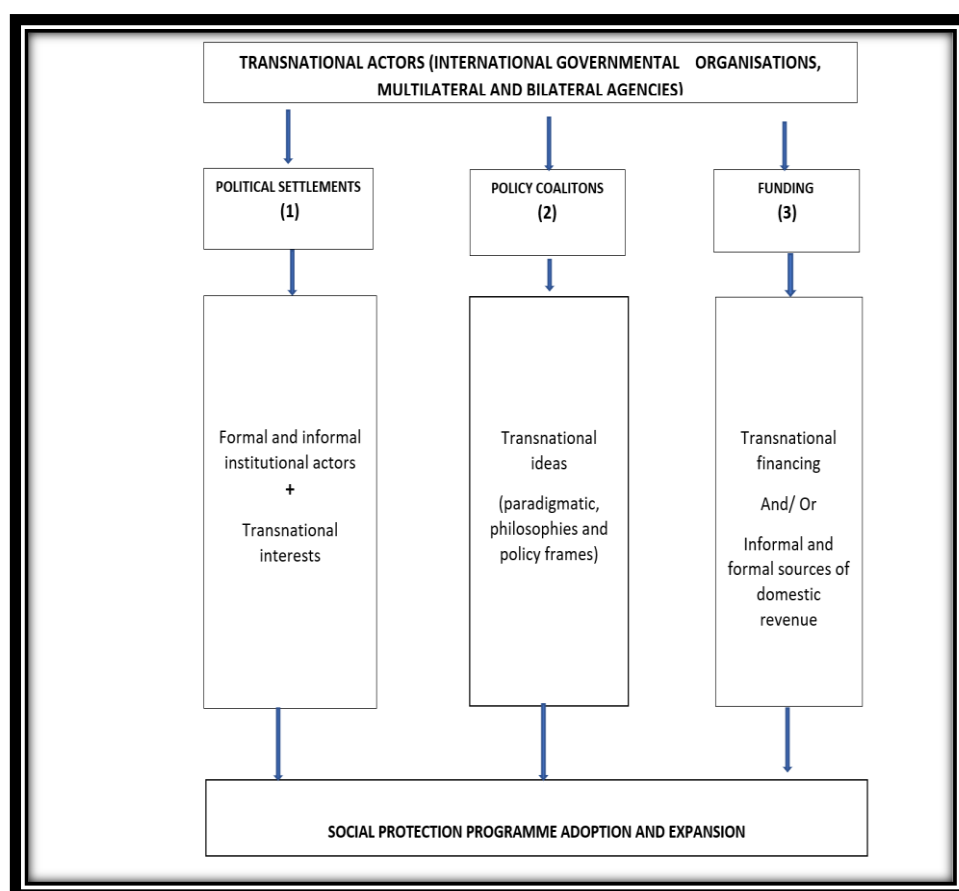 TRANSNATIONAL ACTORS (INTERNATIONAL GOVERNMENTAL ORGANISATIONS,
MULTILATERAL AND BILATERAL AGENCIES)
POLITICAL SETTLEMENTS
(1)
POLICY COALITONS
(2)
FUNDING
(3)
Formal and informal
institutional actors
+
Transnational
interests
Transnational
ideas
(paradigmatic,
philosophies and
policy frames)
Transnational
financing
And/ Or
Informal and
formal sources of
domestic
revenue
SOCIAL PROTECTION PROGRAMME ADOPTION AND EXPANSION